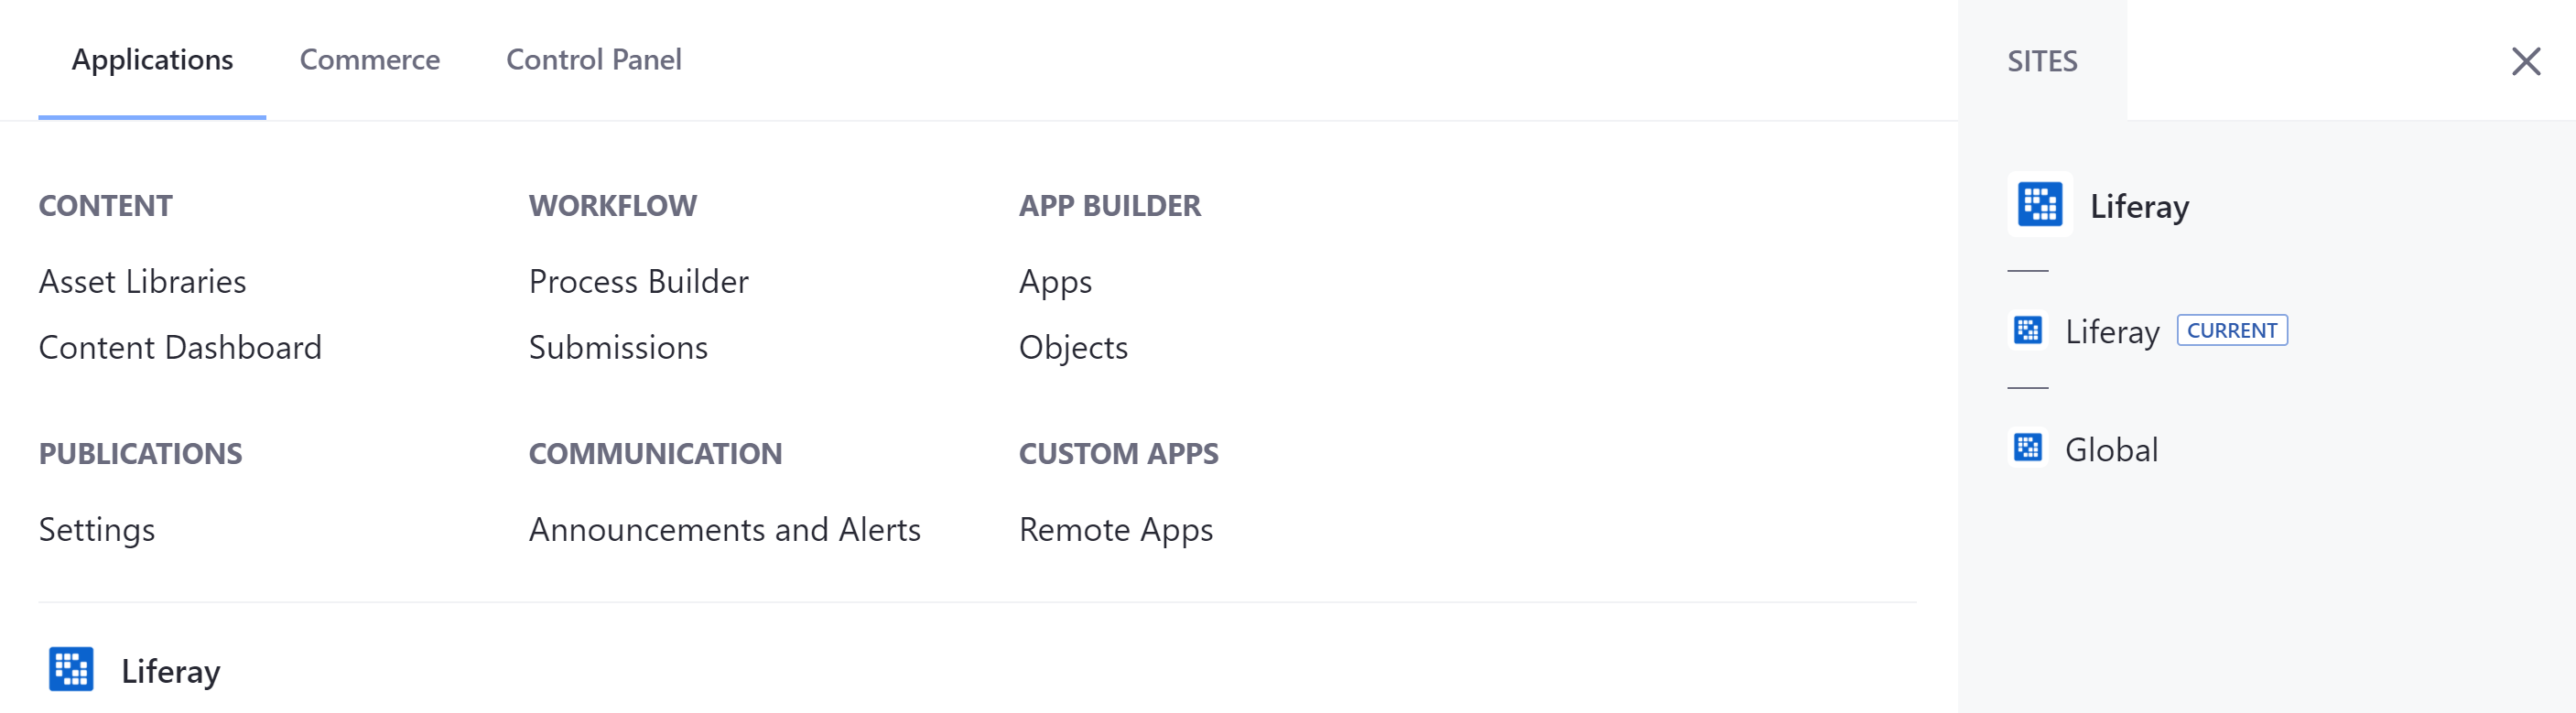 Applications Commerce Control Panel
CONTENT WORKFLOW APP BUILDER
Asset Libraries Process Builder Apps
Content Dashboard Submissions Objects
PUBLICATIONS COMMUNICATION CUSTOM APPS
Settings Announcements and Alerts Remote Apps
Liferay
SITES
Liferay
Liferay CURRENT
Global